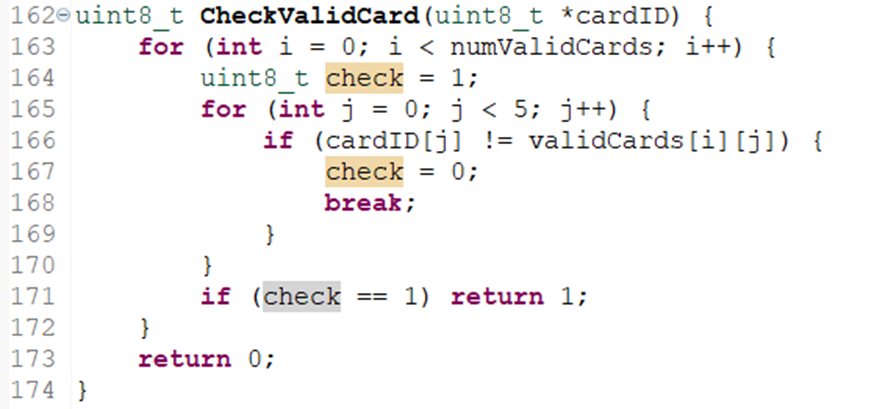 162 uint8_t CheckValidCard(uint8_t *cardID) {
163     for (int i = 0; i < numValidCards; i++) {
164         uint8_t check = 1;
165         for (int j = 0; j < 5; j++) {
166             if (cardID[j] != validCards[i][j]) {
167                 check = 0;
168                 break;
169             }
170         }
171         if (check == 1) return 1;
172     }
173     return 0;
174 }